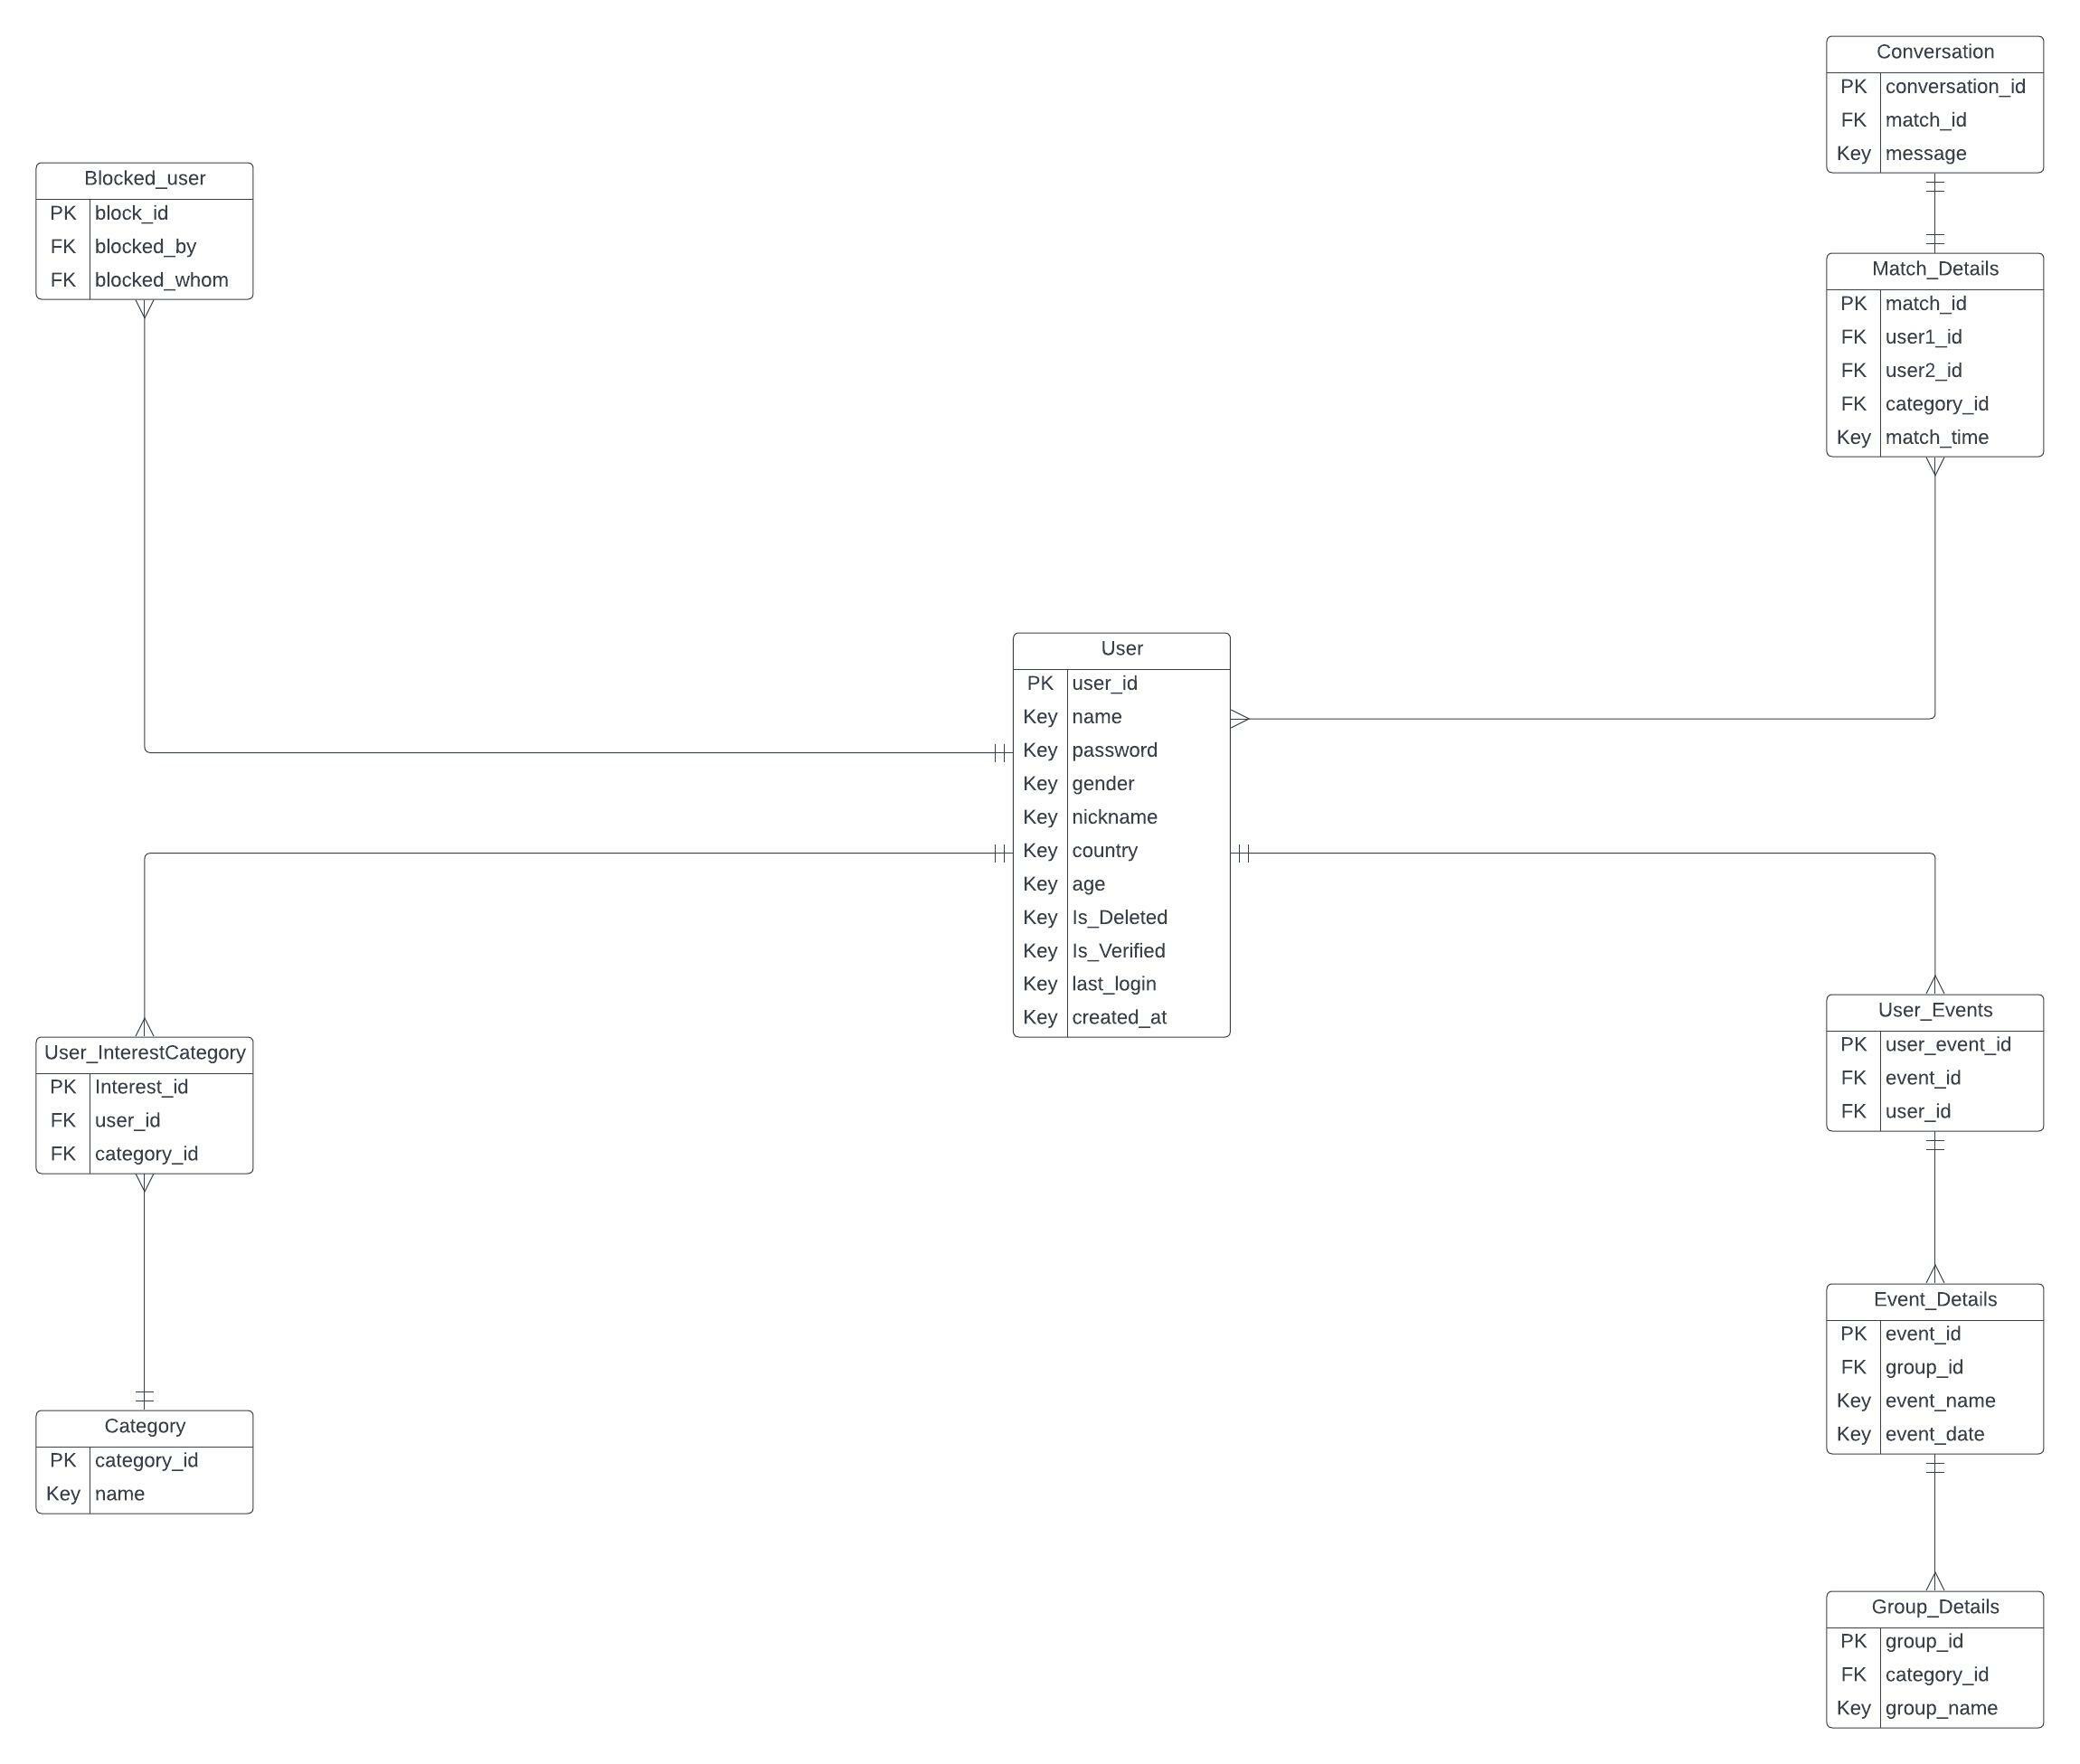 Conversation
PK conversation_id
FK match_id
Key message
Blocked_user
PK block_id
FK blocked_by
FK blocked_whom
Match_Details
PK match_id
FK user1_id
FK user2_id
FK category_id
Key match_time
User
PK user_id
Key name
Key password
Key gender
Key nickname
Key country
Key age
Key Is_Deleted
Key Is_Verified
Key last_login
Key created_at
User_InterestCategory
PK Interest_id
FK user_id
FK category_id
User_Events
PK user_event_id
FK event_id
FK user_id
Event_Details
PK event_id
FK group_id
Key event_name
Key event_date
Category
PK category_id
Key name
Group_Details
PK group_id
FK category_id
Key group_name